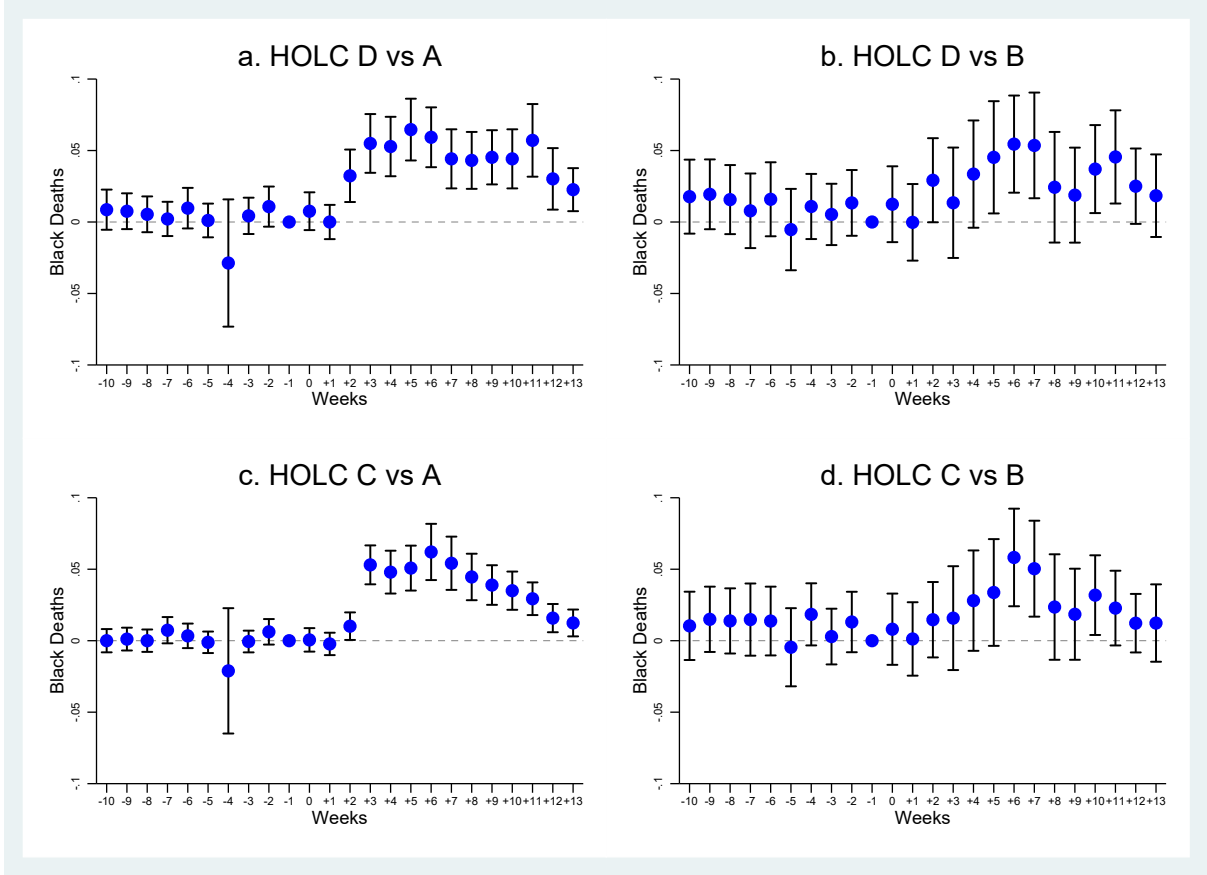 a. HOLC D vs A
Black Deaths
.1
.05
0
-.05
-.1
-10 -9 -8 -7 -6 -5 -4 -3 -2 -1 0 +1 +2 +3 +4 +5 +6 +7 +8 +9 +10 +11 +12 +13
Weeks
b. HOLC D vs B
Black Deaths
.1
.05
0
-.05
-.1
-10 -9 -8 -7 -6 -5 -4 -3 -2 -1 0 +1 +2 +3 +4 +5 +6 +7 +8 +9 +10 +11 +12 +13
Weeks
c. HOLC C vs A
Black Deaths
.1
.05
0
-.05
-.1
-10 -9 -8 -7 -6 -5 -4 -3 -2 -1 0 +1 +2 +3 +4 +5 +6 +7 +8 +9 +10 +11 +12 +13
Weeks
d. HOLC C vs B
Black Deaths
.1
.05
0
-.05
-.1
-10 -9 -8 -7 -6 -5 -4 -3 -2 -1 0 +1 +2 +3 +4 +5 +6 +7 +8 +9 +10 +11 +12 +13
Weeks